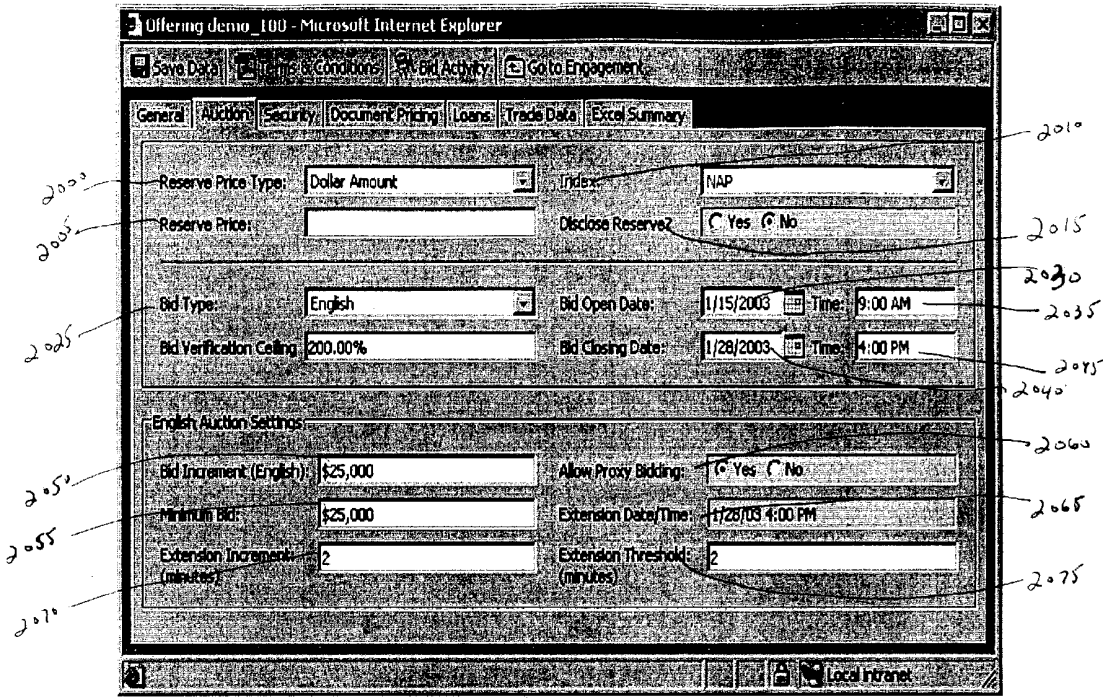 Offering demo_100 - Microsoft Internet Explorer
Save Data Terms & Conditions Bid Activity Go to Engagement
General Auction Security Document Pricing Loans Trade Data Excel Summary
2010
2000 Reserve Price Type: Dollar Amount Index: NAP
2005 Reserve Price: Disclose Reserve? Yes No 2015
2030
2025 Bid Type: English Bid Open Date: 1/15/2003 Time: 9:00 AM 2035
Bid Verification Ceiling 200.00% Bid Closing Date: 1/28/2003 Time: 4:00 PM 2045
2040
English Auction Settings
2050 Bid Increment (English): $25,000 Allow Proxy Bidding: Yes No 2060
2055 Minimum Bid: $25,000 Extension Date/Time: 1/28/03 4:00 PM 2065
2070 Extension Increment: 2 Extension Threshold: 2 2075
(minutes) (minutes)
Local intranet